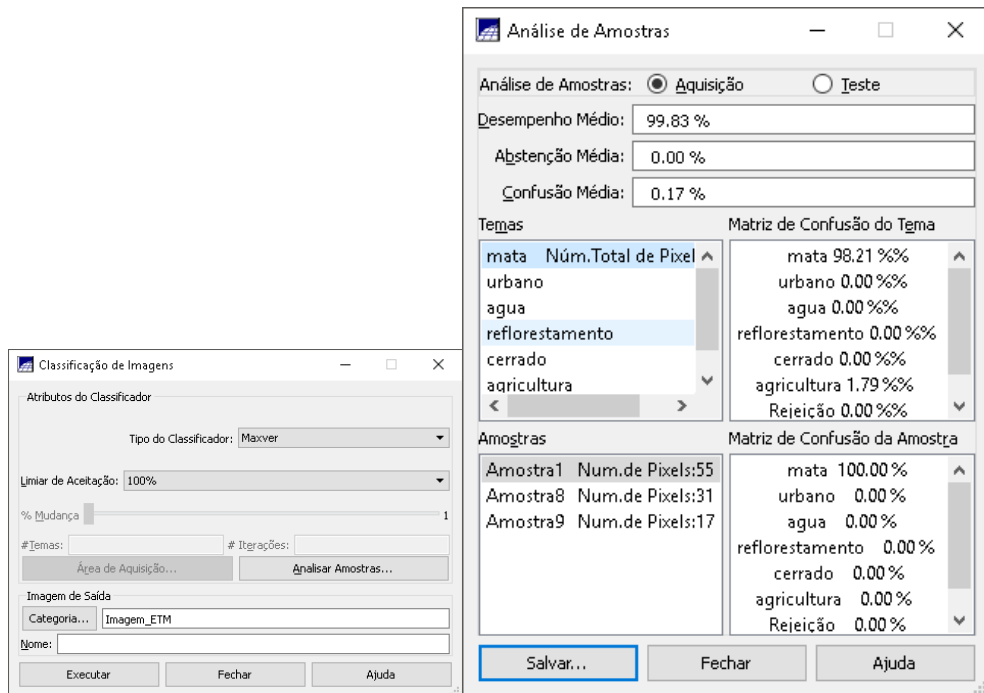 Classificação de Imagens
Atributos do Classificador
Tipo do Classificador: Maxver
Limiar de Aceitação: 100%
% Mudança 1
#Temas: # Iterações:
Área de Aquisição... Analisar Amostras...
Imagem de Saída
Categoria... Imagem_ETM
Nome:
Executar Fechar Ajuda
Análise de Amostras
Análise de Amostras: Aquisição Teste
Desempenho Médio: 99.83 %
Abstenção Média: 0.00 %
Confusão Média: 0.17 %
Temas
mata Núm.Total de Pixel
urbano
agua
reflorestamento
cerrado
agricultura
Matriz de Confusão do Tema
mata 98.21 %%
urbano 0.00 %%
agua 0.00 %%
reflorestamento 0.00 %%
cerrado 0.00 %%
agricultura 1.79 %%
Rejeição 0.00 %%
Amostras
Amostra1 Num.de Pixels:55
Amostra8 Num.de Pixels:31
Amostra9 Num.de Pixels:17
Matriz de Confusão da Amostra
mata 100.00 %
urbano 0.00 %
agua 0.00 %
reflorestamento 0.00 %
cerrado 0.00 %
agricultura 0.00 %
Rejeição 0.00 %
Salvar... Fechar Ajuda